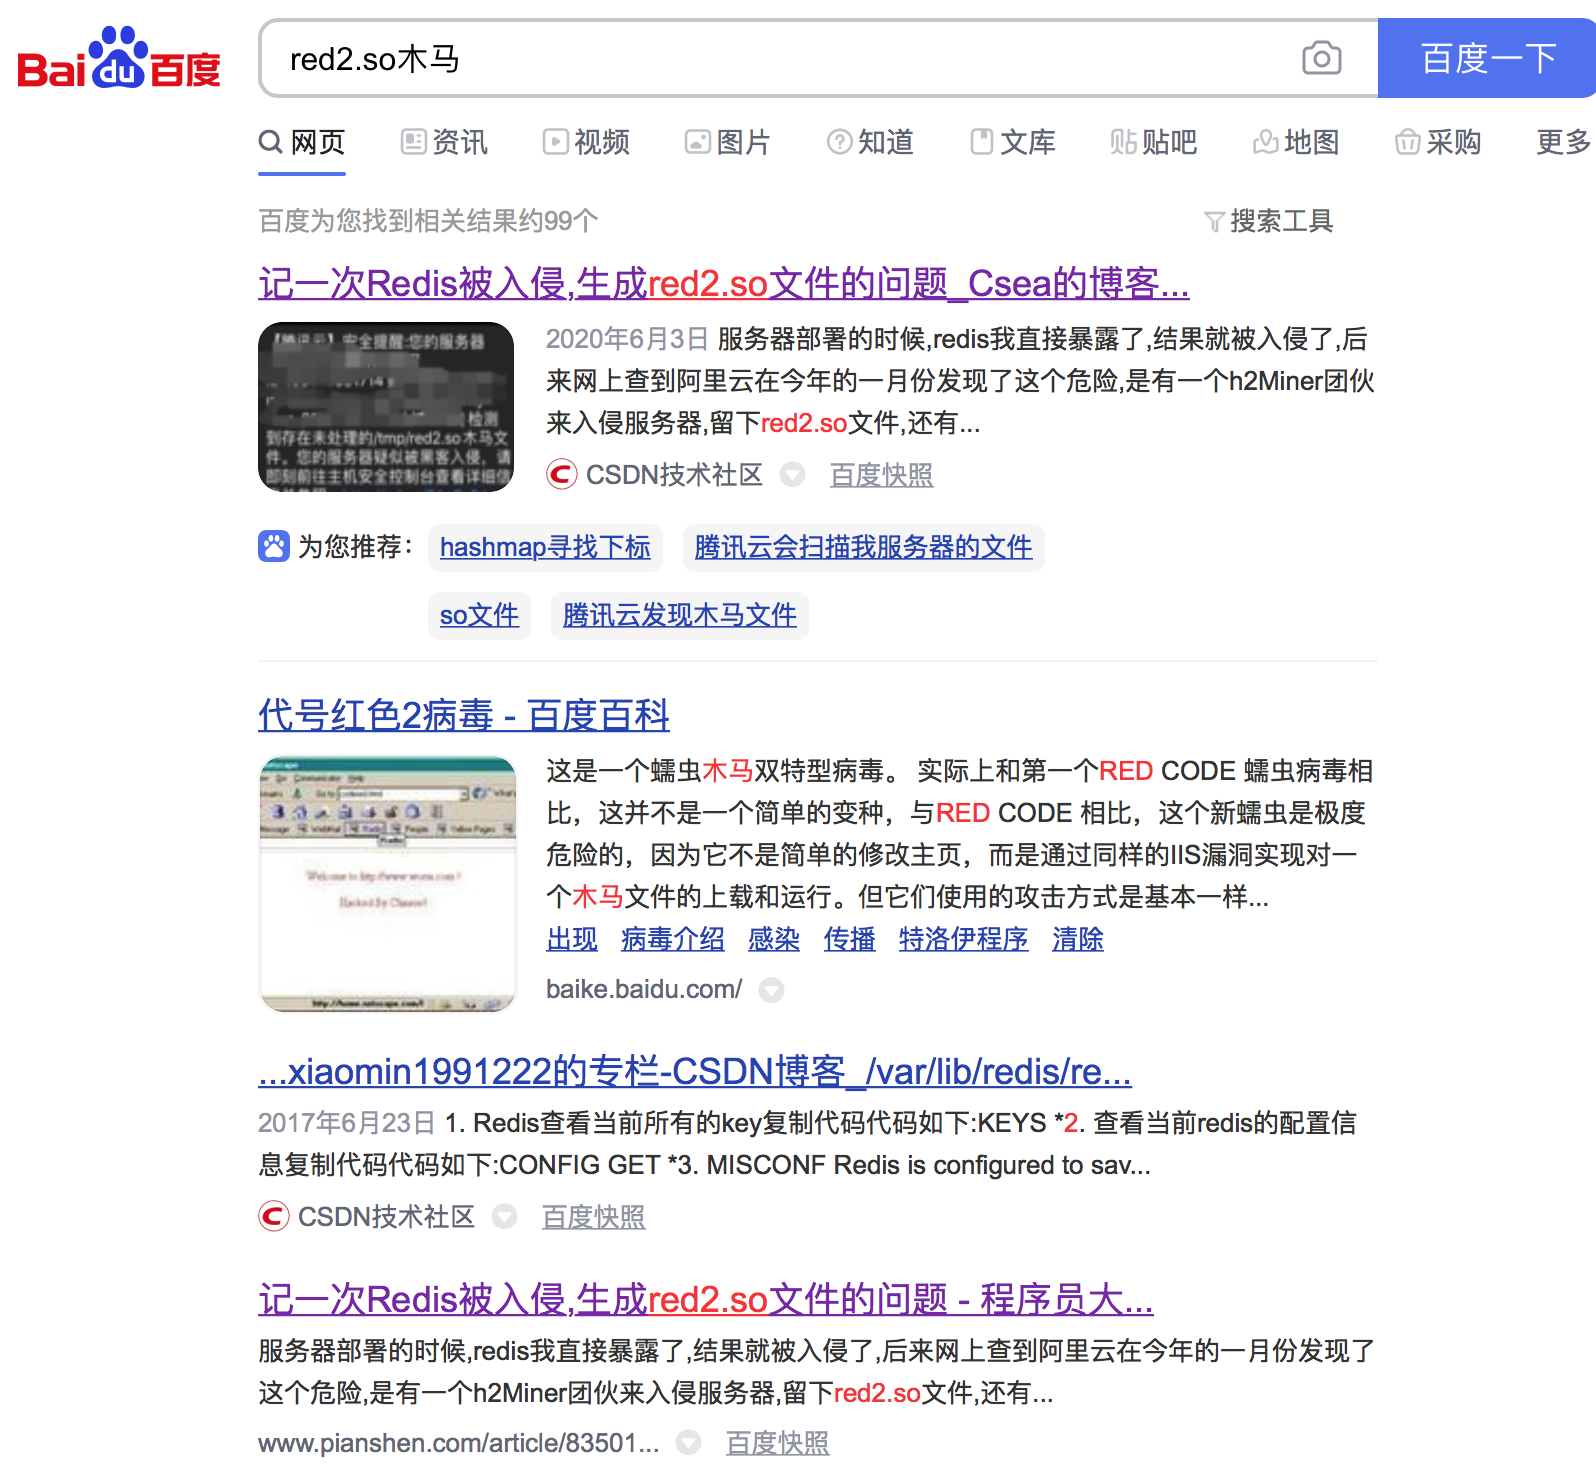 Bai du 百度
red2.so木马
百度一下
网页 资讯 视频 图片 知道 文库 贴吧 地图 采购 更多
百度为您找到相关结果约99个 搜索工具
记一次Redis被入侵,生成red2.so文件的问题_Csea的博客...
【腾讯云】安全提醒:您的服务器
检测
到存在未处理的/tmp/red2.so木马文
件，您的服务器疑似被黑客入侵，请
即刻前往主机安全控制台查看详细信
2020年6月3日 服务器部署的时候,redis我直接暴露了,结果就被入侵了,后
来网上查到阿里云在今年的一月份发现了这个危险,是有一个h2Miner团伙
来入侵服务器,留下red2.so文件,还有...
CSDN技术社区 百度快照
为您推荐： hashmap寻找下标 腾讯云会扫描我服务器的文件
so文件 腾讯云发现木马文件
代号红色2病毒 - 百度百科
Welcome to http://www.worm.com !
Hacked By Chinese!
这是一个蠕虫木马双特型病毒。 实际上和第一个RED CODE 蠕虫病毒相
比，这并不是一个简单的变种，与RED CODE 相比，这个新蠕虫是极度
危险的，因为它不是简单的修改主页，而是通过同样的IIS漏洞实现对一
个木马文件的上载和运行。但它们使用的攻击方式是基本一样...
出现 病毒介绍 感染 传播 特洛伊程序 清除
baike.baidu.com/
...xiaomin1991222的专栏-CSDN博客_/var/lib/redis/re...
2017年6月23日 1. Redis查看当前所有的key复制代码代码如下:KEYS *2. 查看当前redis的配置信
息复制代码代码如下:CONFIG GET *3. MISCONF Redis is configured to sav...
CSDN技术社区 百度快照
记一次Redis被入侵,生成red2.so文件的问题 - 程序员大...
服务器部署的时候,redis我直接暴露了,结果就被入侵了,后来网上查到阿里云在今年的一月份发现了
这个危险,是有一个h2Miner团伙来入侵服务器,留下red2.so文件,还有...
www.pianshen.com/article/83501... 百度快照